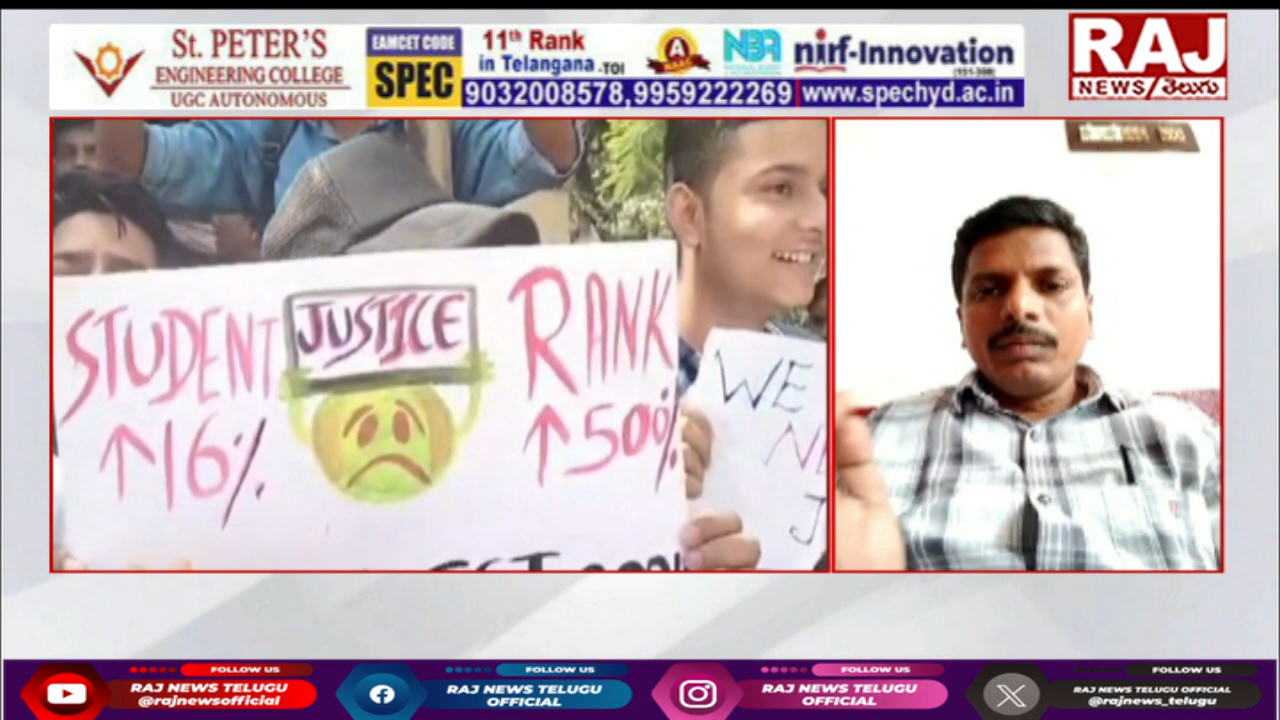 St. PETER'S
ENGINEERING COLLEGE
UGC AUTONOMOUS
EAMCET CODE
SPEC
11th Rank
in Telangana -TOI
A
NBA
nirf-Innovation
9032008578,9959222269
www.spechyd.ac.in
RAJ
NEWS/తెలుగు
STUDENT
↑16%
JUSTICE
RANK
↑500%
WE
J
FOLLOW US
RAJ NEWS TELUGU
@rajnewsofficial
FOLLOW US
RAJ NEWS TELUGU
OFFICIAL
FOLLOW US
RAJ NEWS TELUGU
OFFICIAL
FOLLOW US
RAJ NEWS TELUGU OFFICIAL
@rajnews_telugu